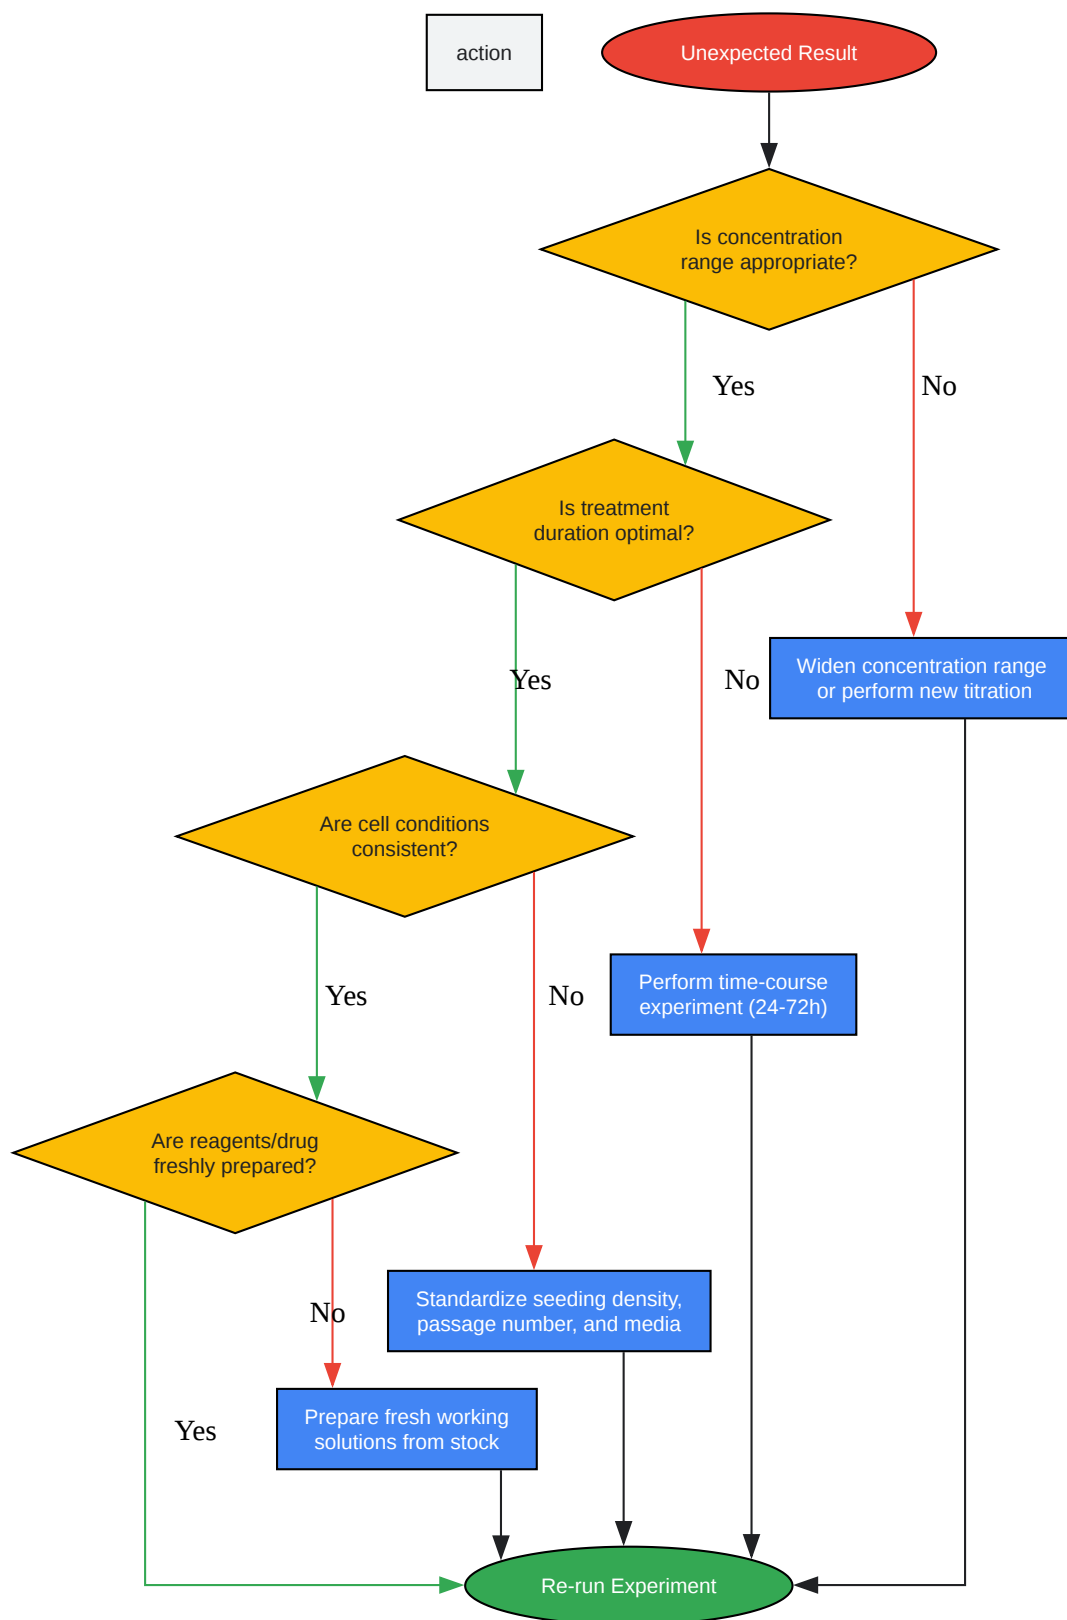 action
Unexpected Result
Is concentration
range appropriate?
Yes
No
Is treatment
duration optimal?
Yes
No
Widen concentration range
or perform new titration
Are cell conditions
consistent?
Yes
No
Perform time-course
experiment (24-72h)
Are reagents/drug
freshly prepared?
No
Standardize seeding density,
passage number, and media
Yes
Prepare fresh working
solutions from stock
Re-run Experiment